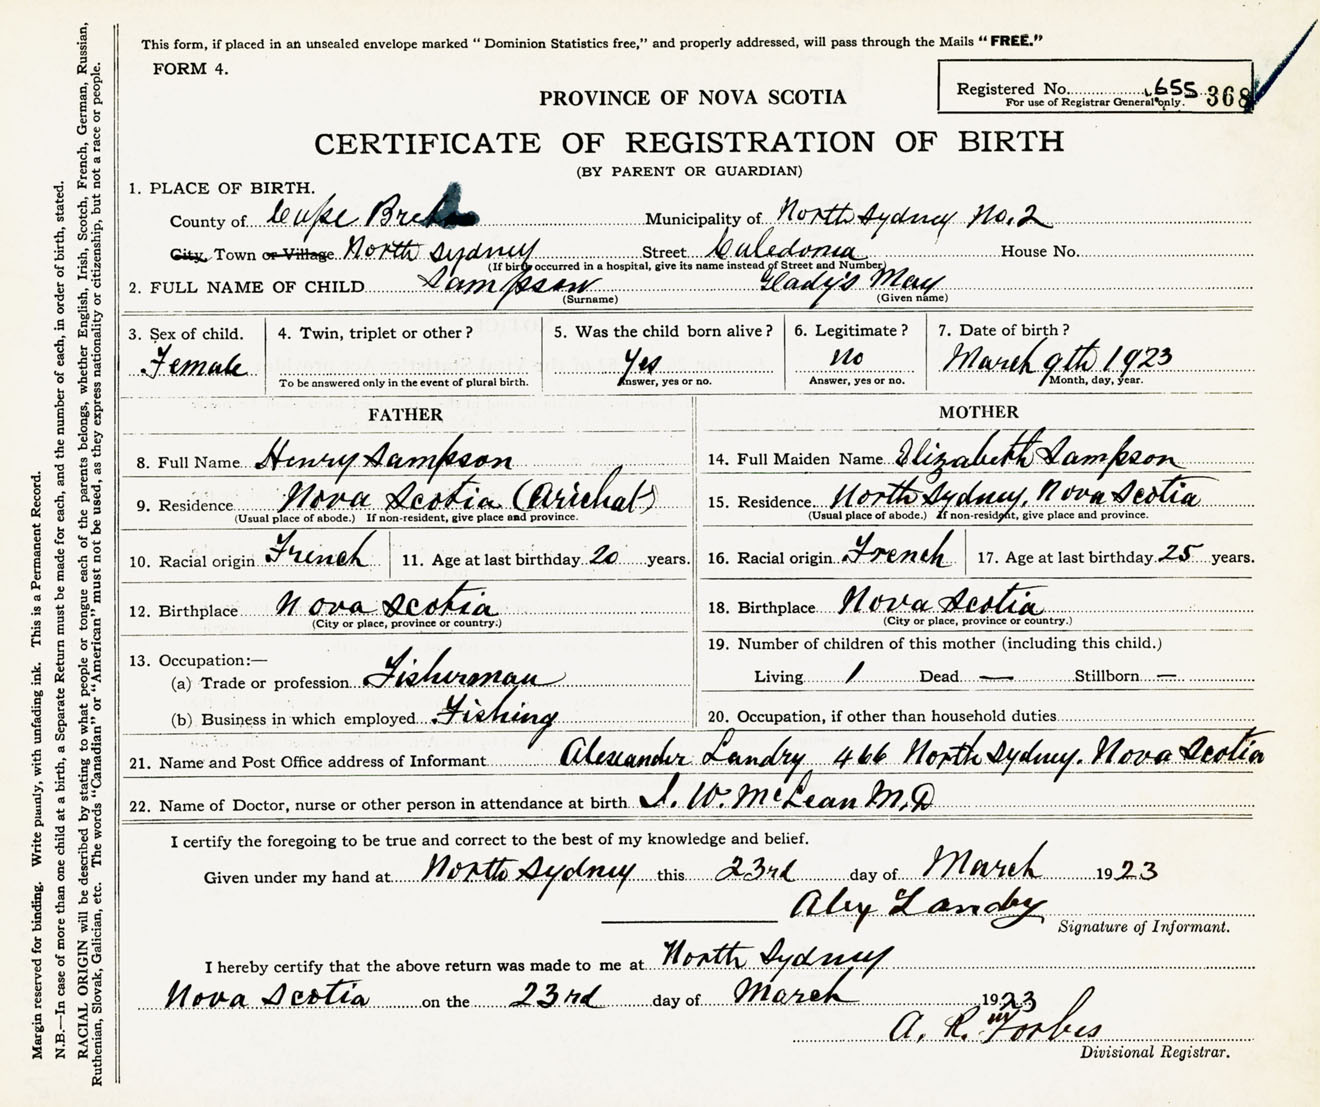 This form, if placed in an unsealed envelope marked “ Dominion Statistics free,” and properly addressed, will pass through the Mails “ FREE.”
FORM 4.
Registered No. 655 368
For use of Registrar General only.
PROVINCE OF NOVA SCOTIA
CERTIFICATE OF REGISTRATION OF BIRTH
(BY PARENT OR GUARDIAN)
1. PLACE OF BIRTH.
County of Cape Breton Municipality of North Sydney No. 2
City, Town or Village North Sydney Street Caledonia House No.
(If birth occurred in a hospital, give its name instead of Street and Number)
2. FULL NAME OF CHILD Sampson Glady's May
(Surname) (Given name)
3. Sex of child. 4. Twin, triplet or other ? 5. Was the child born alive ? 6. Legitimate ? 7. Date of birth ?
Female Yes no March 9th 1923
To be answered only in the event of plural birth. Answer, yes or no. Answer, yes or no. Month, day, year.
FATHER MOTHER
8. Full Name Henry Sampson 14. Full Maiden Name Elizabeth Sampson
9. Residence Nova Scotia (Arichat) 15. Residence. North Sydney, Nova Scotia
(Usual place of abode.) If non-resident, give place and province. (Usual place of abode.) If non-resident, give place and province.
10. Racial origin French 11. Age at last birthday 20 years. 16. Racial origin French 17. Age at last birthday 25 years.
12. Birthplace Nova Scotia 18. Birthplace Nova Scotia
(City or place, province or country.) (City or place, province or country.)
13. Occupation:— 19. Number of children of this mother (including this child.)
(a) Trade or profession Fisherman Living 1 Dead — Stillborn —
(b) Business in which employed Fishing 20. Occupation, if other than household duties
21. Name and Post Office address of Informant Alexander Landry 466 North Sydney. Nova Scotia
22. Name of Doctor, nurse or other person in attendance at birth W. McLean M.D
I certify the foregoing to be true and correct to the best of my knowledge and belief.
Given under my hand at North Sydney this 23rd day of March 1923
Alex Landry
Signature of Informant.
I hereby certify that the above return was made to me at North Sydney
Nova Scotia on the 23rd day of March 1923
A. R. Forbes
Divisional Registrar.
Margin reserved for binding. Write plainly, with unfading ink. This is a Permanent Record.
N.B.—In case of more than one child at a birth, a Separate Return must be made for each, and the number of each, in order of birth, stated.
RACIAL ORIGIN will be described by stating to what people or tongue each of the parents belongs, whether English, Irish, Scotch, French, German, Russian,
Ruthenian, Slovak, Galician, etc. The words “Canadian” or “American” must not be used, as they express nationality or citizenship, but not a race or people.